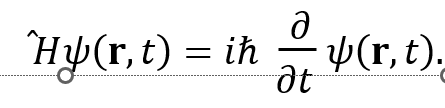 ˆHψ(r, t) = iħ ∂/∂t ψ(r, t).